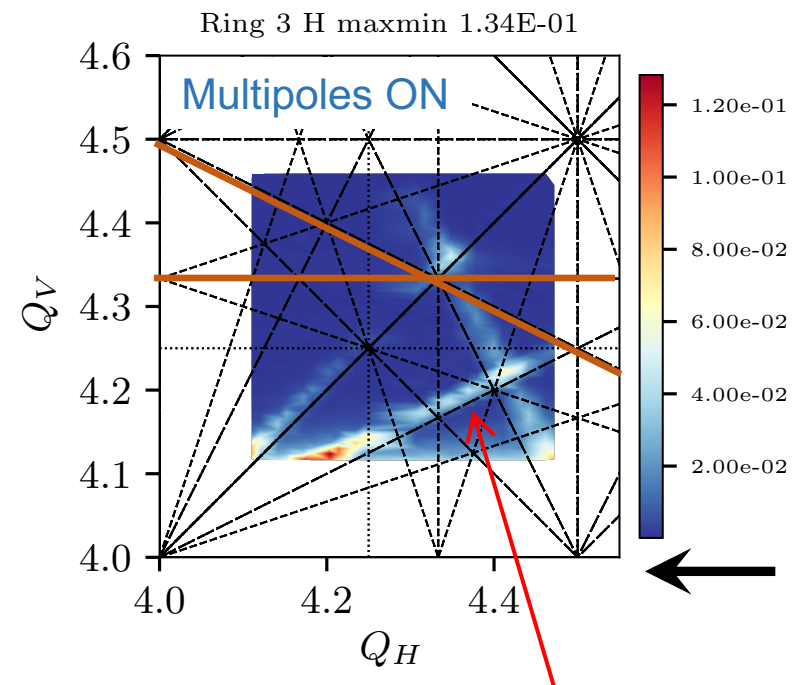 Ring 3 H maxmin 1.34E-01
Multipoles ON
4.6
4.5
4.4
4.3
4.2
4.1
4.0
Q_V
4.0 4.2 4.4
Q_H
1.20e-01
1.00e-01
8.00e-02
6.00e-02
4.00e-02
2.00e-02